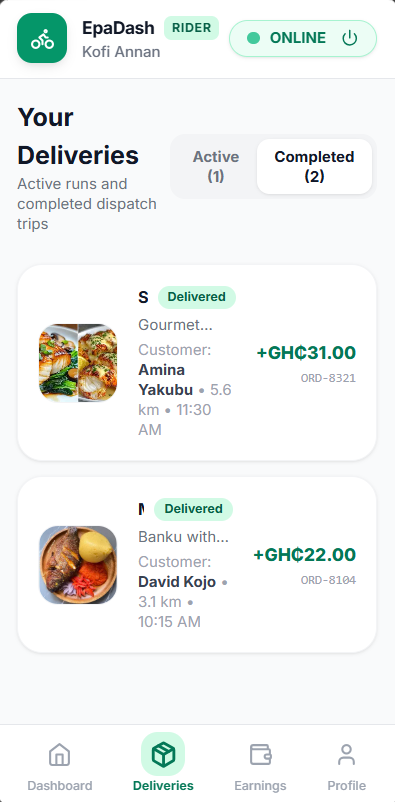 EpaDash RIDER
Kofi Annan
ONLINE
Your
Deliveries
Active runs and
completed dispatch
trips
Active
(1)
Completed
(2)
S Delivered
Gourmet...
Customer:
Amina
Yakubu • 5.6
km • 11:30
AM
+GH₵31.00
ORD-8321
Delivered
Banku with...
Customer:
David Kojo •
3.1 km •
10:15 AM
+GH₵22.00
ORD-8104
Dashboard
Deliveries
Earnings
Profile